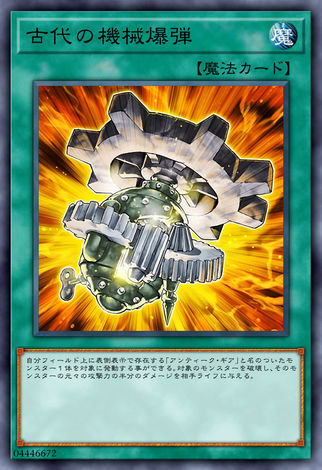 古代の機械爆弾
魔
【魔法カード】
自分フィールド上に表側表示で存在する「アンティーク・ギア」と名のついた
モンスター１体を対象に発動する事ができる。対象のモンスターを破壊し、そのモ
ンスターの元々の攻撃力の半分のダメージを相手ライフに与える。
04446672